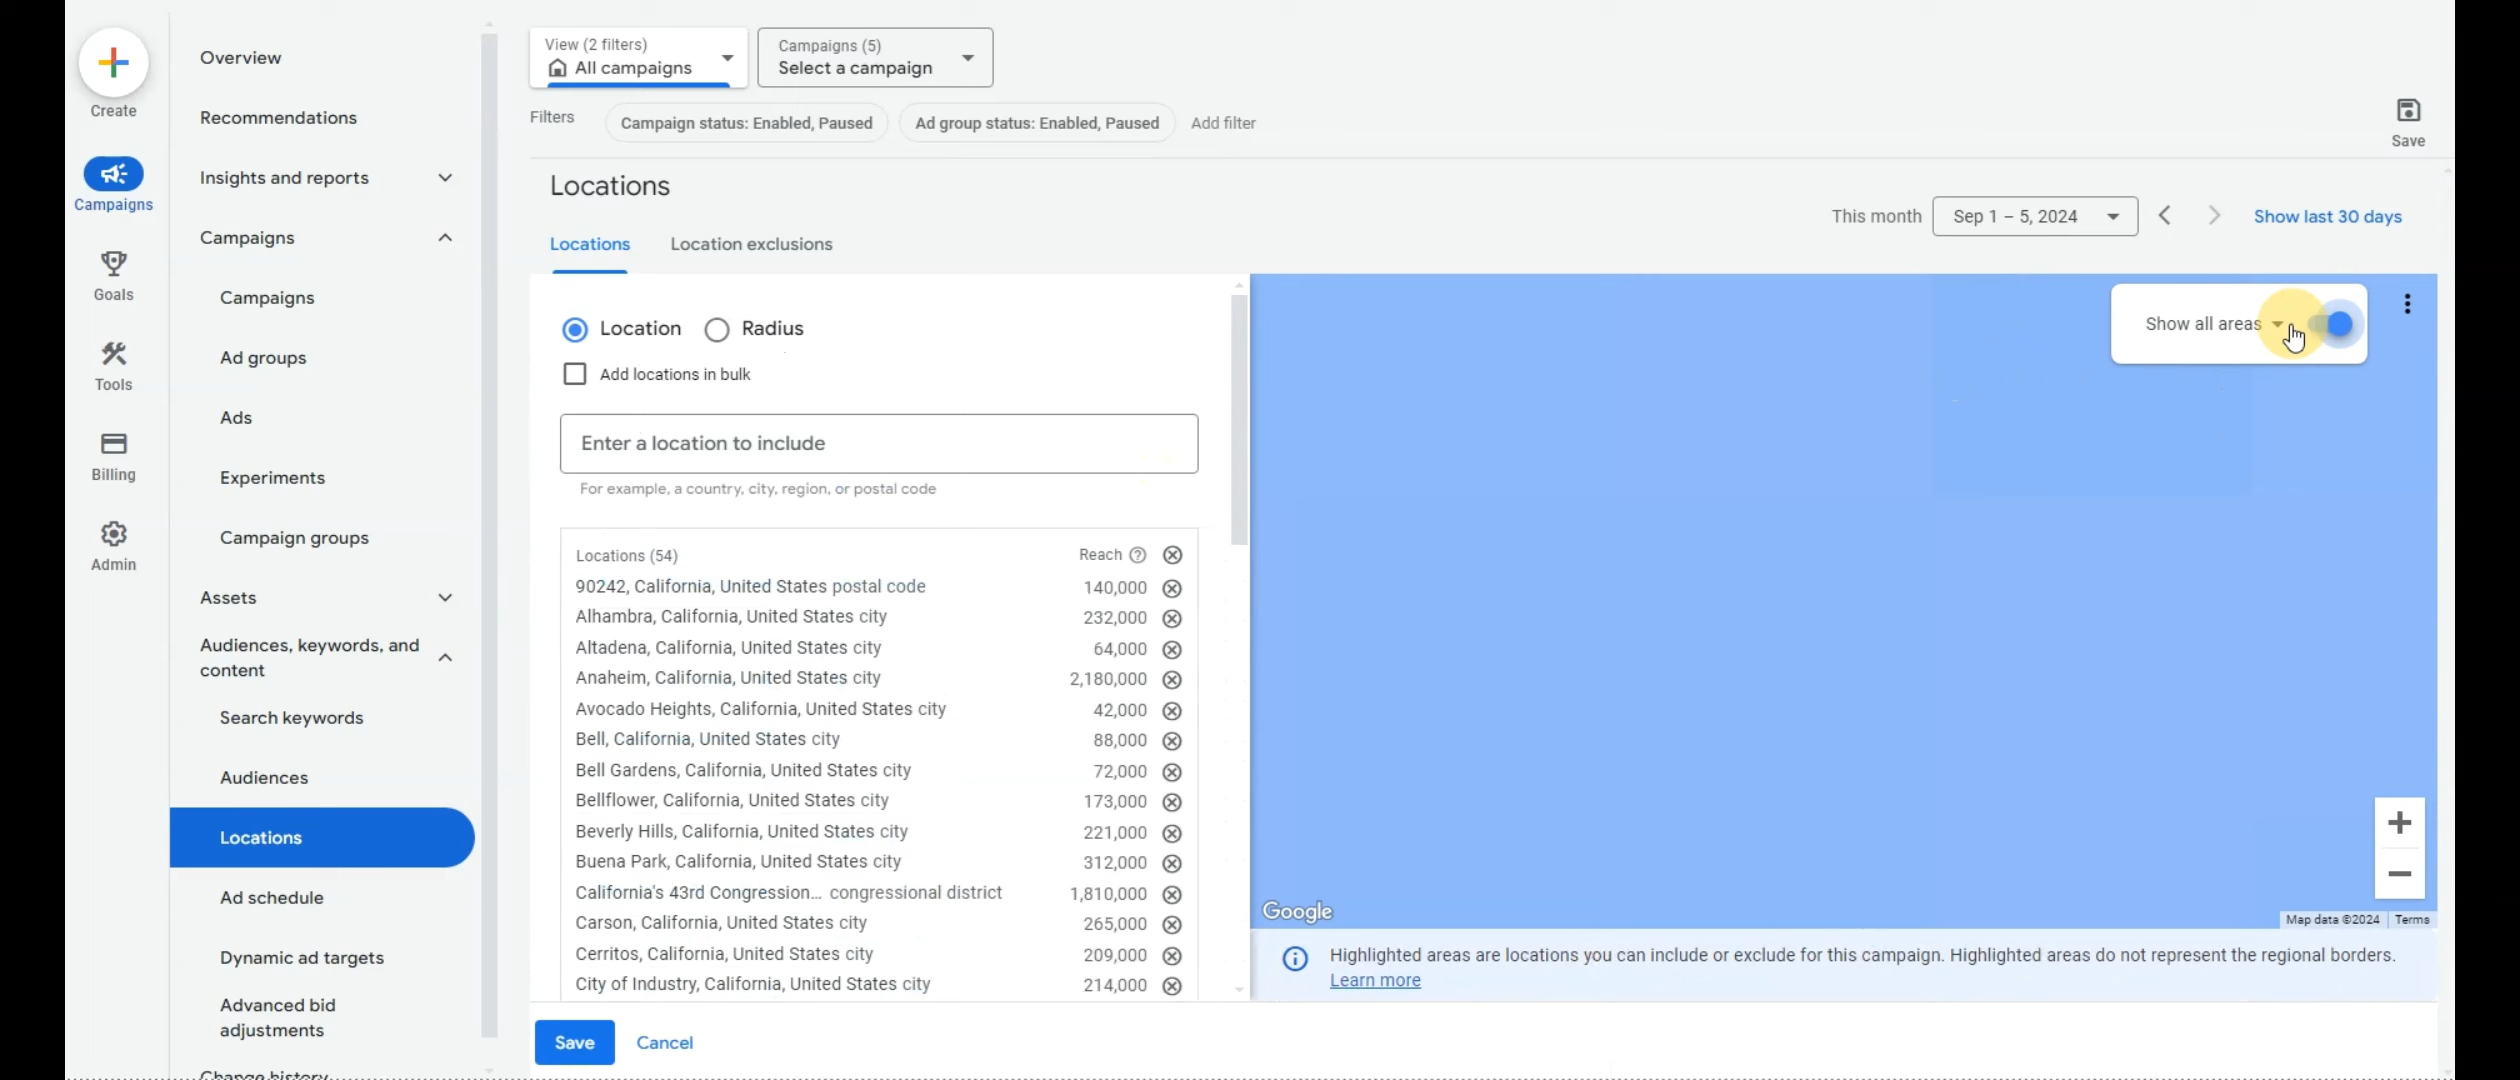 Create
Campaigns
Goals
Tools
Billing
Admin
Overview
Recommendations
Insights and reports
Campaigns
Campaigns
Ad groups
Ads
Experiments
Campaign groups
Assets
Audiences, keywords, and
content
Search keywords
Audiences
Locations
Ad schedule
Dynamic ad targets
Advanced bid
adjustments
Change history
View (2 filters)
All campaigns
Campaigns (5)
Select a campaign
Filters
Campaign status: Enabled, Paused
Ad group status: Enabled, Paused
Add filter
Save
Locations
This month
Sep 1 – 5, 2024
Show last 30 days
Locations
Location exclusions
Location
Radius
Add locations in bulk
Enter a location to include
For example, a country, city, region, or postal code
Locations (54) Reach
90242, California, United States postal code 140,000
Alhambra, California, United States city 232,000
Altadena, California, United States city 64,000
Anaheim, California, United States city 2,180,000
Avocado Heights, California, United States city 42,000
Bell, California, United States city 88,000
Bell Gardens, California, United States city 72,000
Bellflower, California, United States city 173,000
Beverly Hills, California, United States city 221,000
Buena Park, California, United States city 312,000
California's 43rd Congression... congressional district 1,810,000
Carson, California, United States city 265,000
Cerritos, California, United States city 209,000
City of Industry, California, United States city 214,000
Save
Cancel
Show all areas
Google
Map data ©2024
Terms
Highlighted areas are locations you can include or exclude for this campaign. Highlighted areas do not represent the regional borders.
Learn more